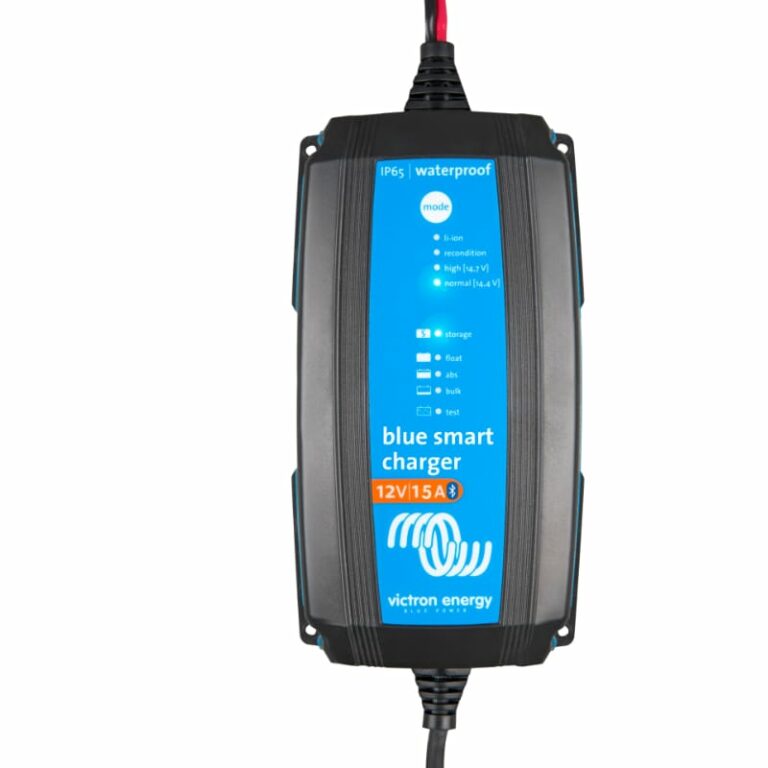 IP65 | waterproof
mode
li-ion
recondition
high [14,7 V]
normal [14,4 V]
S storage
float
abs
bulk
test
blue smart
charger
12V|15A
victron energy
BLUE POWER